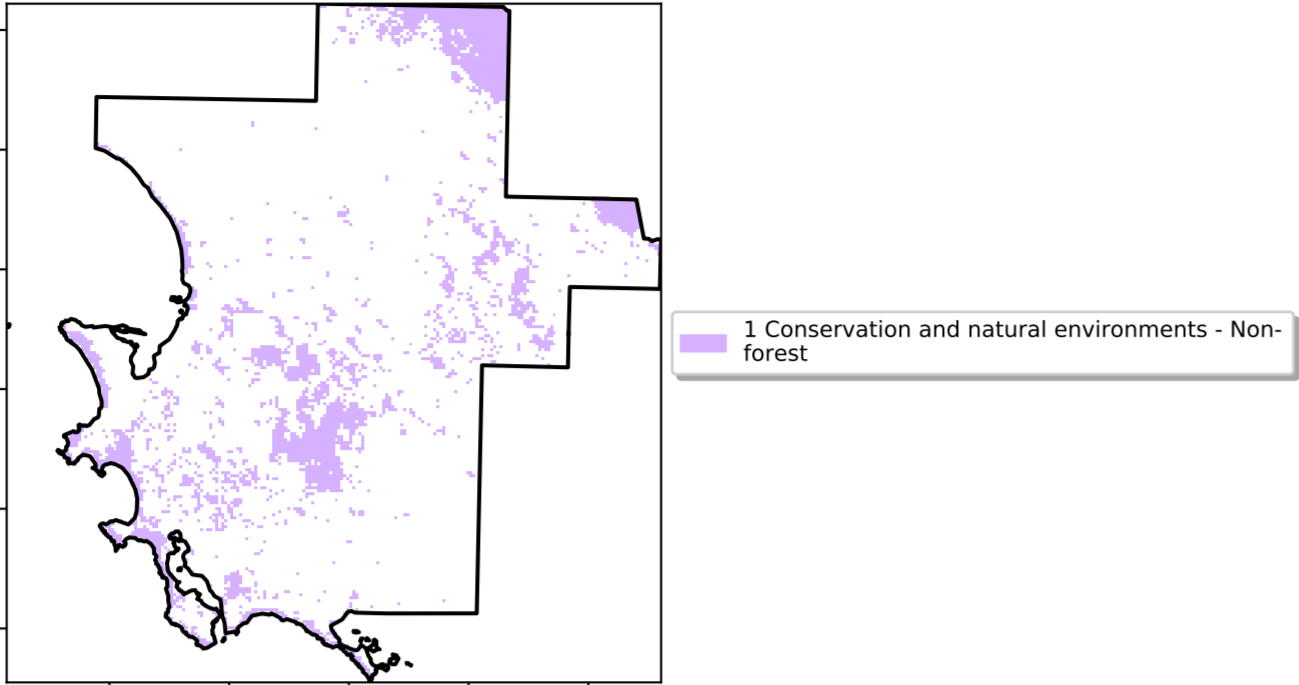 1 Conservation and natural environments - Non-
forest